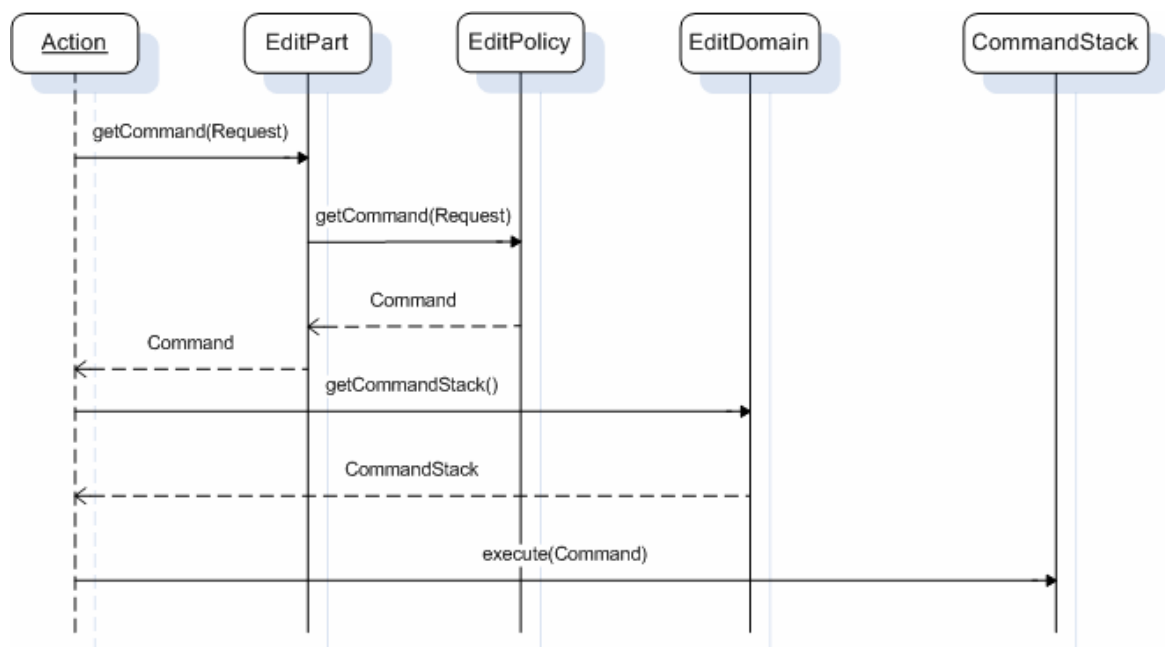 Action
EditPart
EditPolicy
EditDomain
CommandStack
getCommand(Request)
getCommand(Request)
Command
Command
getCommandStack()
CommandStack
execute(Command)